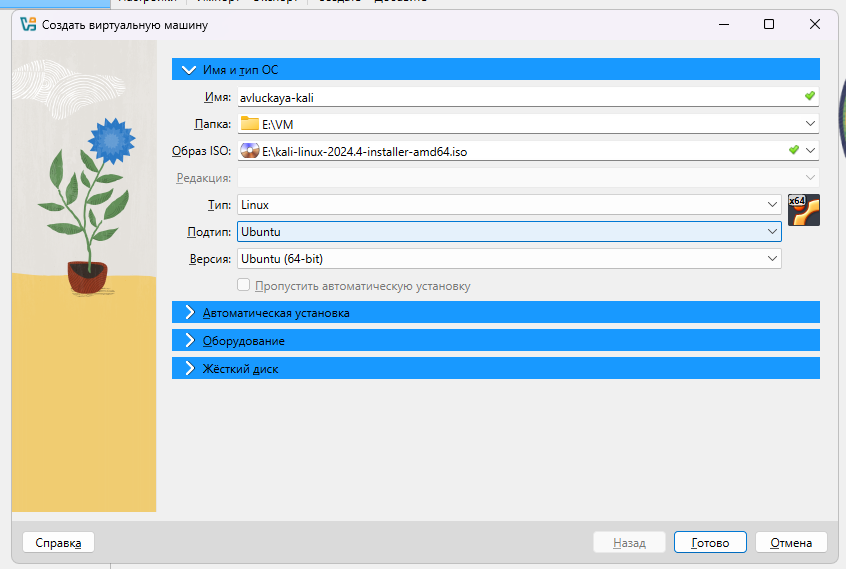 Создать виртуальную машину
Имя и тип ОС
Имя: avluckaya-kali
Папка: E:\VM
Образ ISO: E:\kali-linux-2024.4-installer-amd64.iso
Редакция:
Тип: Linux
x64
Подтип: Ubuntu
Версия: Ubuntu (64-bit)
Пропустить автоматическую установку
Автоматическая установка
Оборудование
Жёсткий диск
Справка Назад Готово Отмена